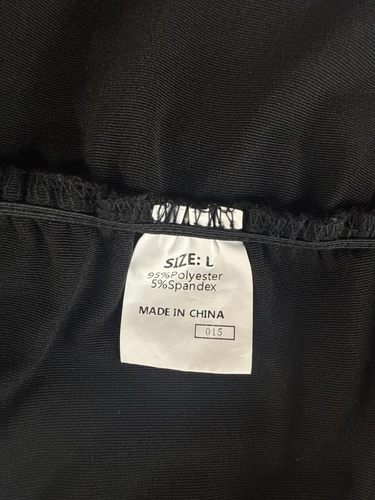 SIZE: L
95%Polyester
5%Spandex
MADE IN CHINA
015